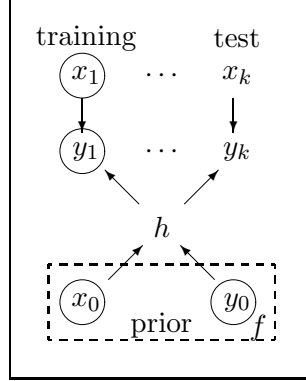 training test
x₁ ⋯ xₖ
y₁ ⋯ yₖ
h
x₀ y₀
prior f